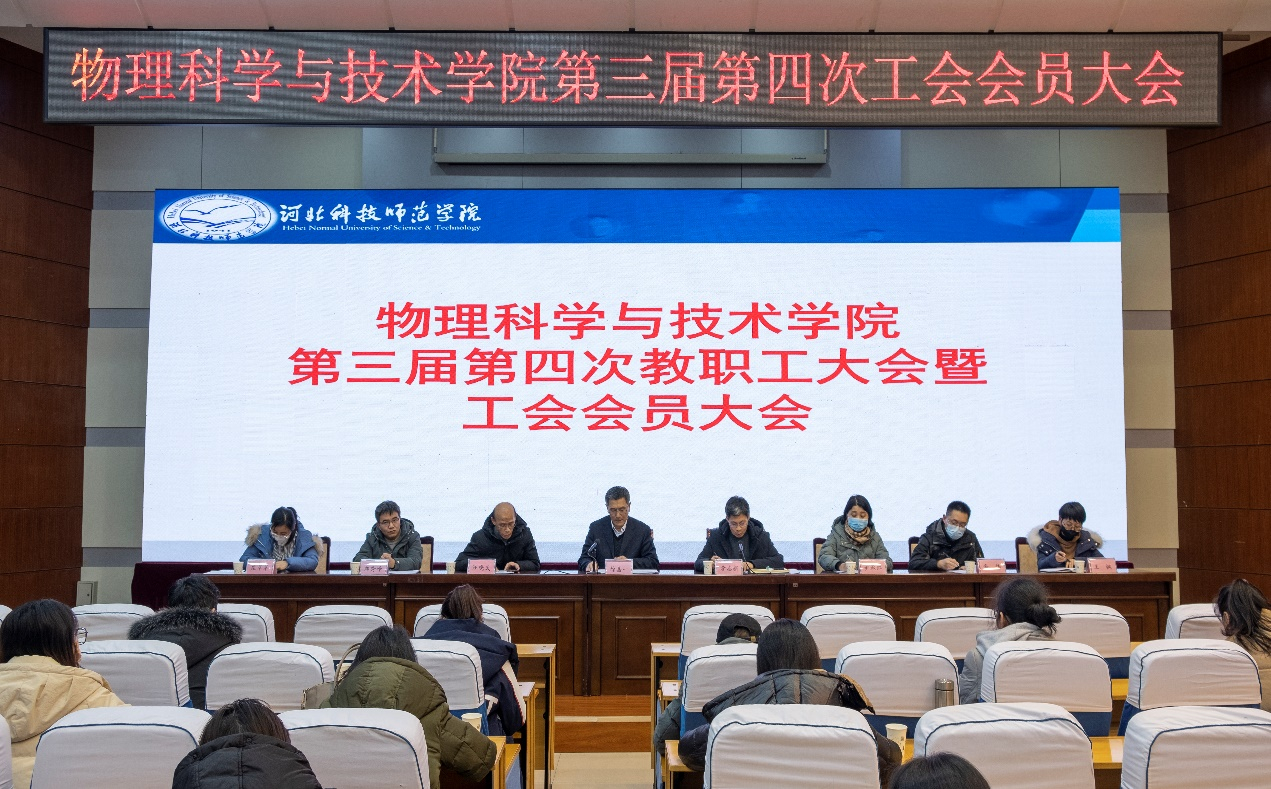 物理科学与技术学院第三届第四次工会会员大会
河北科技师范学院
Hebei Normal University of Science & Technology
物理科学与技术学院
第三届第四次教职工大会暨
工会会员大会